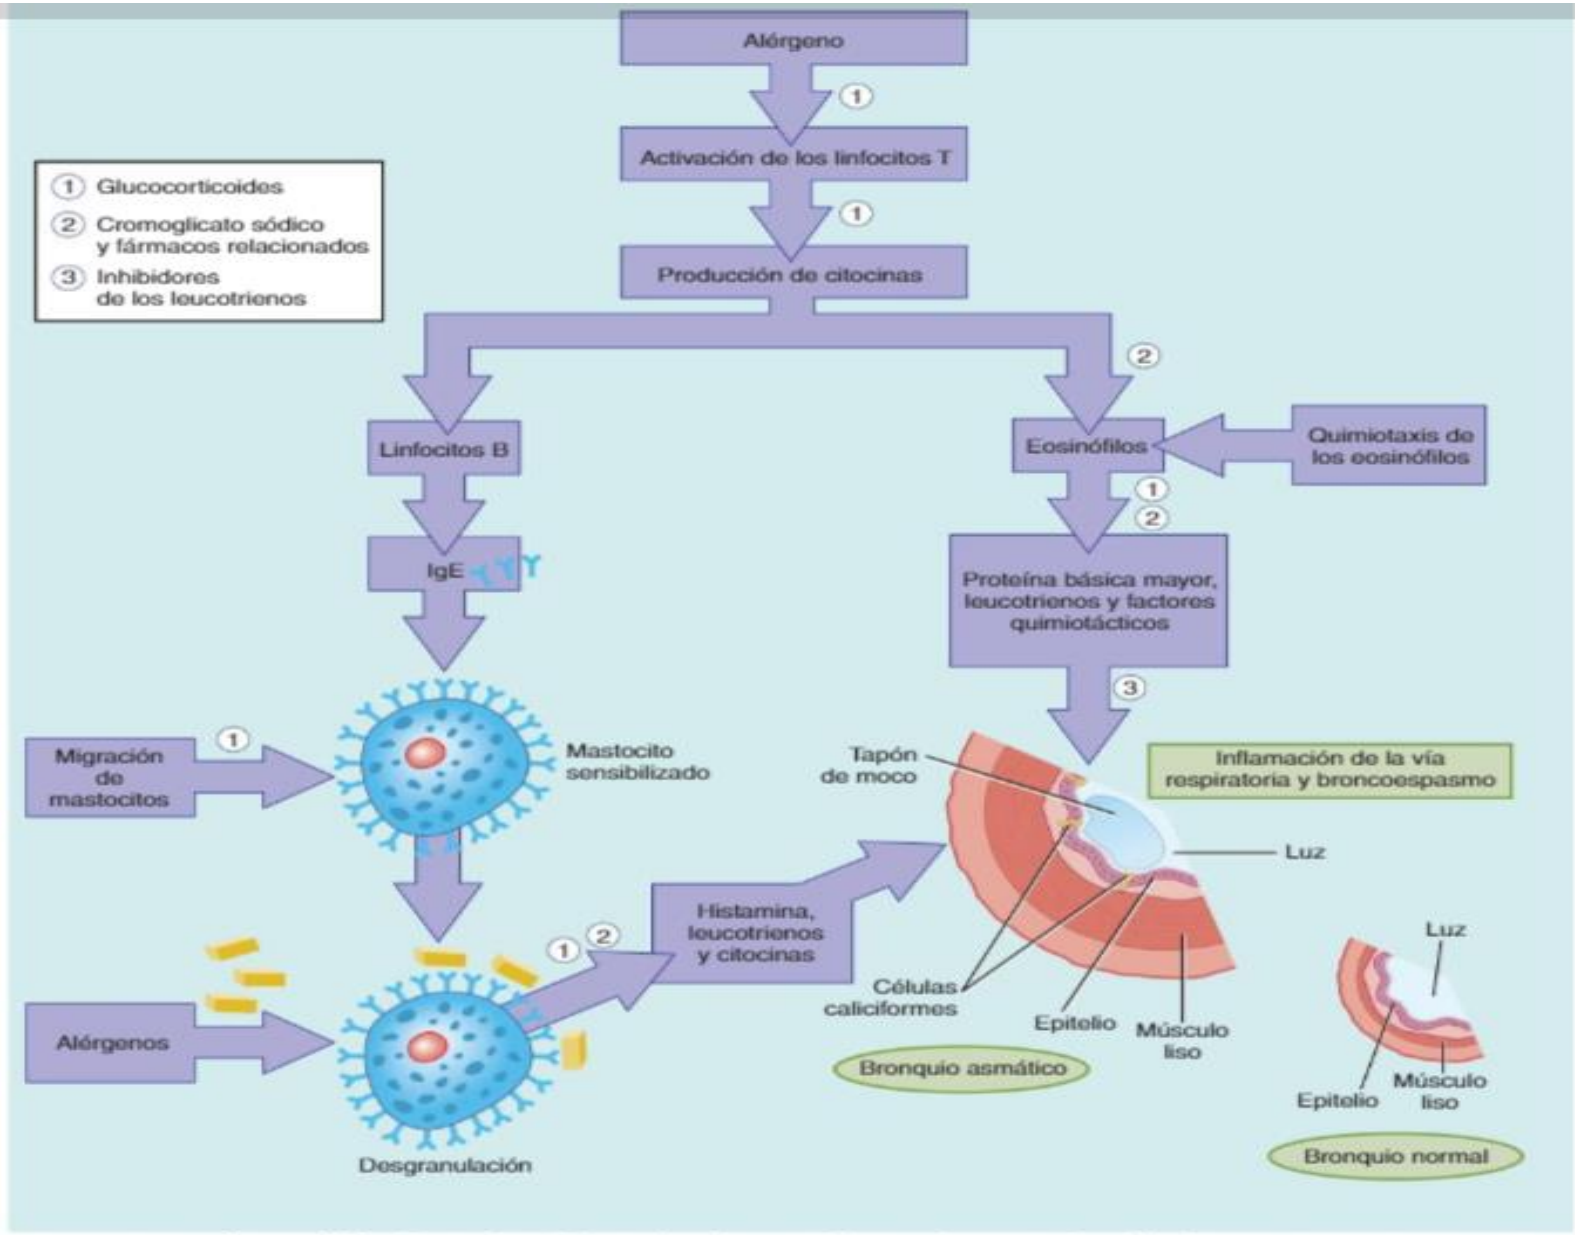 Alérgeno
1
Activación de los linfocitos T
1
Producción de citocinas
1 Glucocorticoides
2 Cromoglicato sódico
y fármacos relacionados
3 Inhibidores
de los leucotrienos
2
Linfocitos B
Eosinófilos
Quimiotaxis de
los eosinófilos
1
2
IgE
Proteína básica mayor,
leucotrienos y factores
quimiotácticos
3
Migración
de
mastocitos
1
Mastocito
sensibilizado
Tapón
de moco
Inflamación de la vía
respiratoria y broncoespasmo
Luz
Histamina,
leucotrienos
y citocinas
1 2
Alérgenos
Desgranulación
Células
caliciformes
Epitelio
Músculo
liso
Bronquio asmático
Luz
Epitelio
Músculo
liso
Bronquio normal